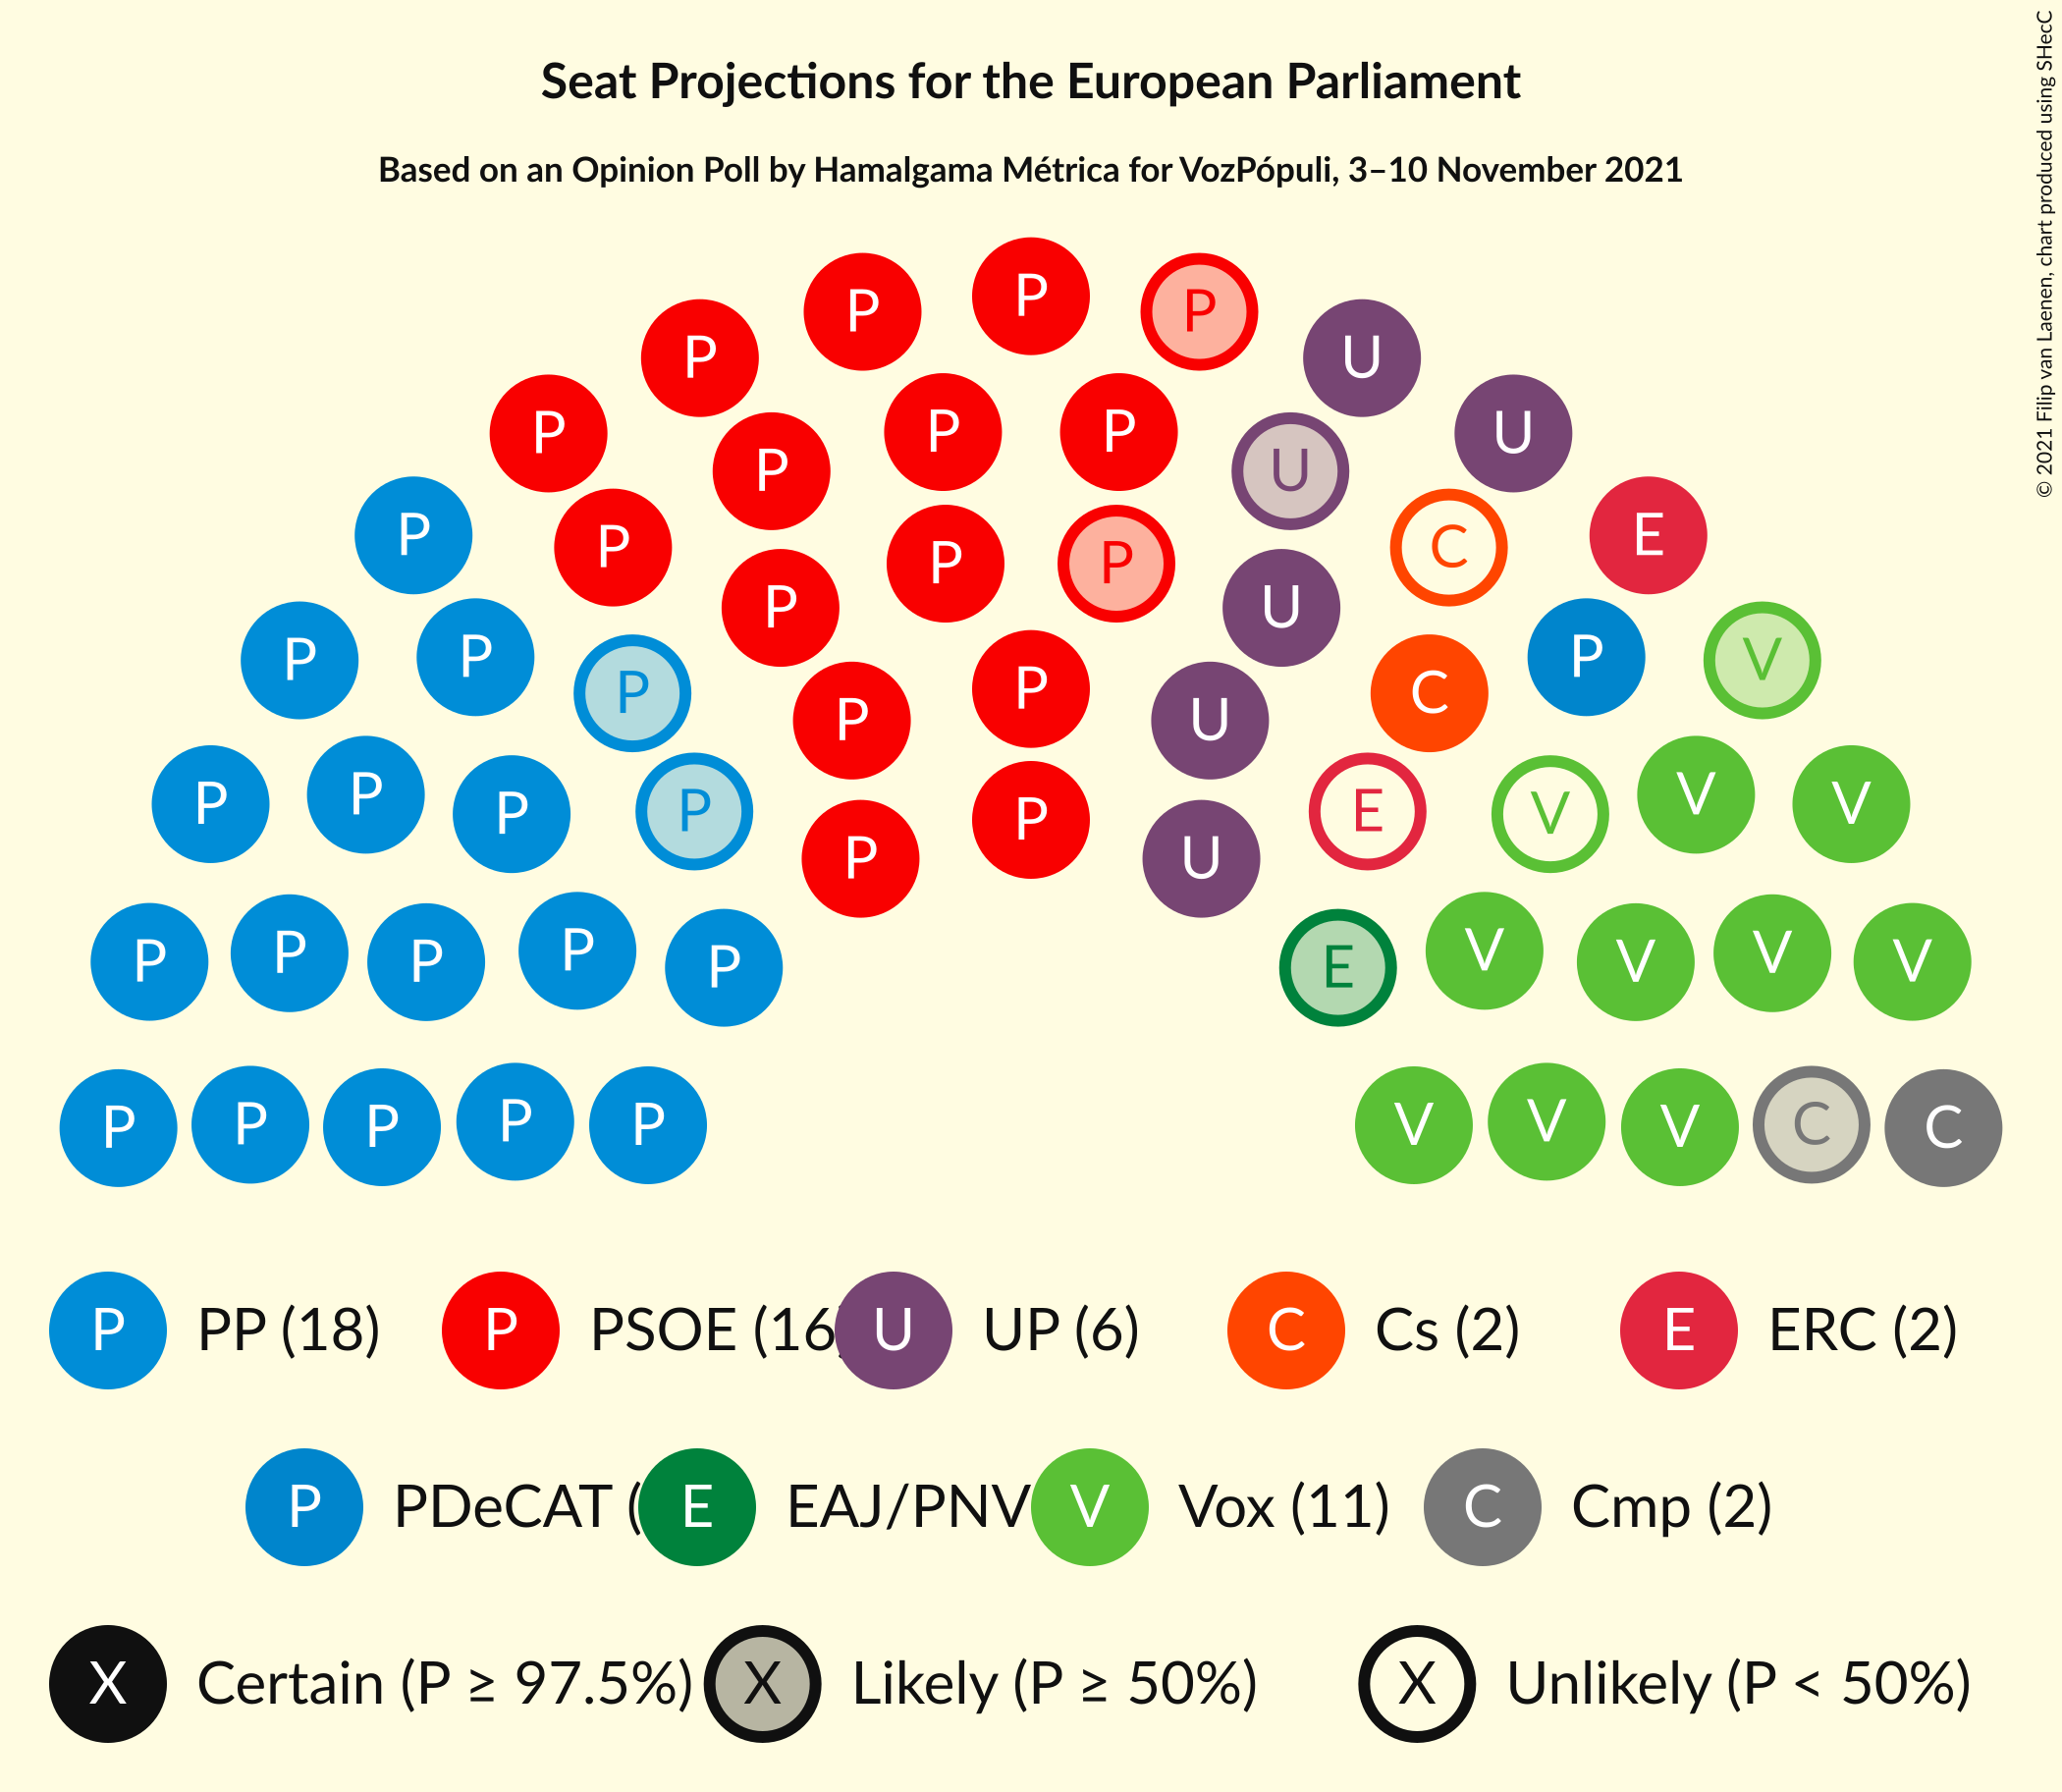 Seat Projections for the European Parliament
Based on an Opinion Poll by Hamalgama Métrica for VozPópuli, 3–10 November 2021
© 2021 Filip van Laenen, chart produced using SHecC
P P P P U
P P P P U U
P P P U C E
P P P P U
P P P P P U C P V
P P P P P P U E V V V
P P P P P E V V V V
P P P P P V V V C C
P PP (18) P PSOE (16 U UP (6) C Cs (2) E ERC (2)
P PDeCAT ( E EAJ/PNV V Vox (11) C Cmp (2)
X Certain (P ≥ 97.5%) X Likely (P ≥ 50%) X Unlikely (P < 50%)